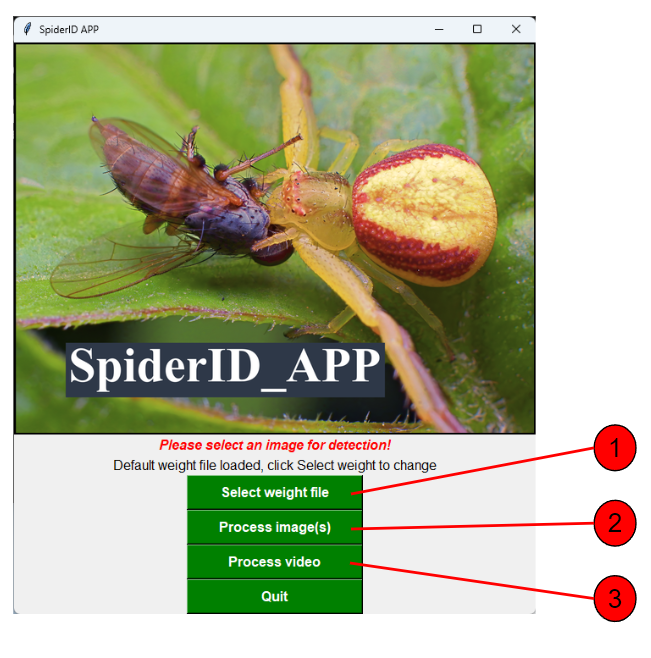 SpiderID APP
SpiderID_APP
Please select an image for detection!
Default weight file loaded, click Select weight to change
1
Select weight file
2
Process image(s)
Process video
3
Quit